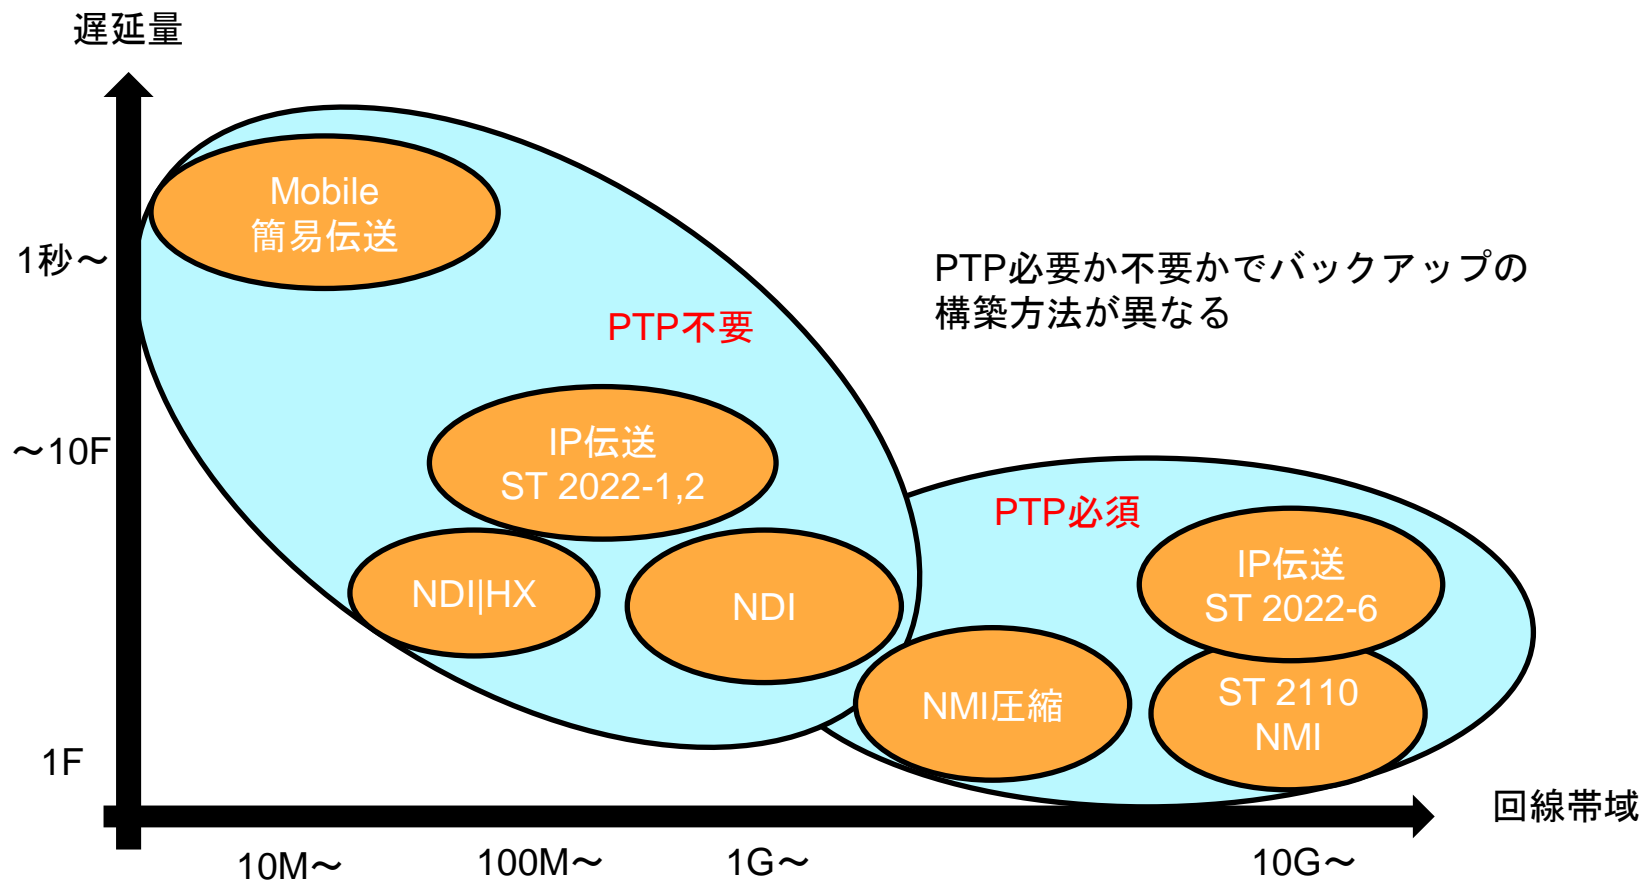 遅延量
Mobile
簡易伝送
1秒～
PTP必要か不要かでバックアップの
構築方法が異なる
PTP不要
～10F
IP伝送
ST 2022-1,2
PTP必須
IP伝送
ST 2022-6
NDI|HX
NDI
NMI圧縮
ST 2110
NMI
1F
回線帯域
10M～
100M～
1G～
10G～